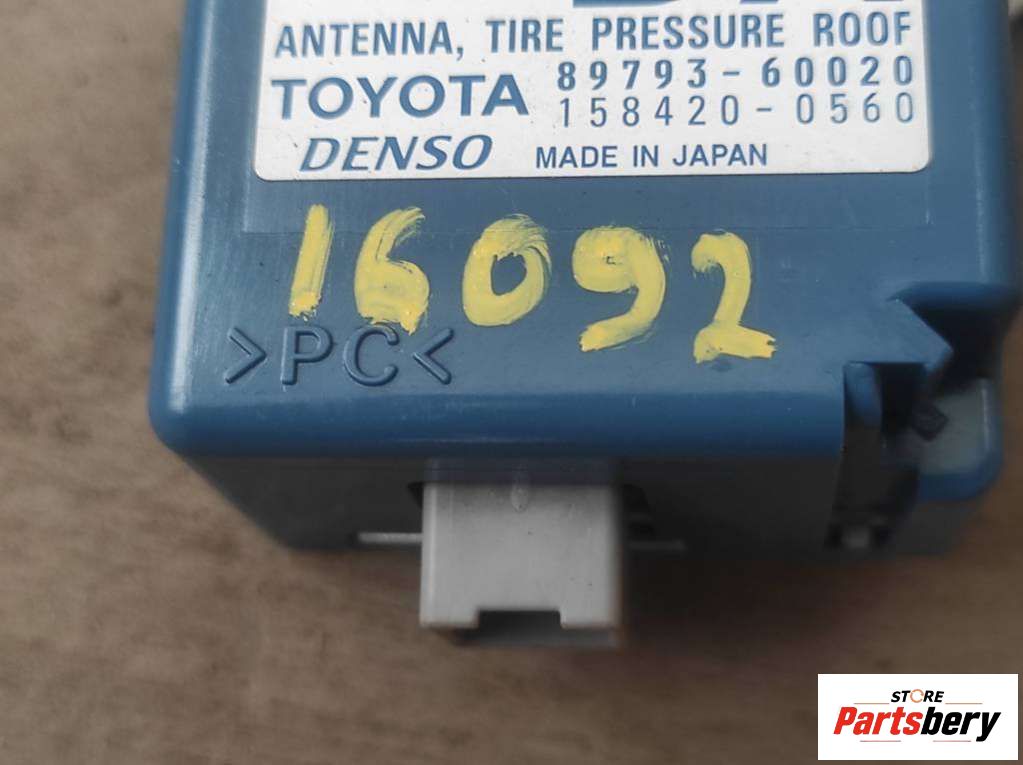 ANTENNA, TIRE PRESSURE ROOF
TOYOTA 89793-60020
158420-0560
DENSO MADE IN JAPAN
16092
>PC<
STORE
Partsbery